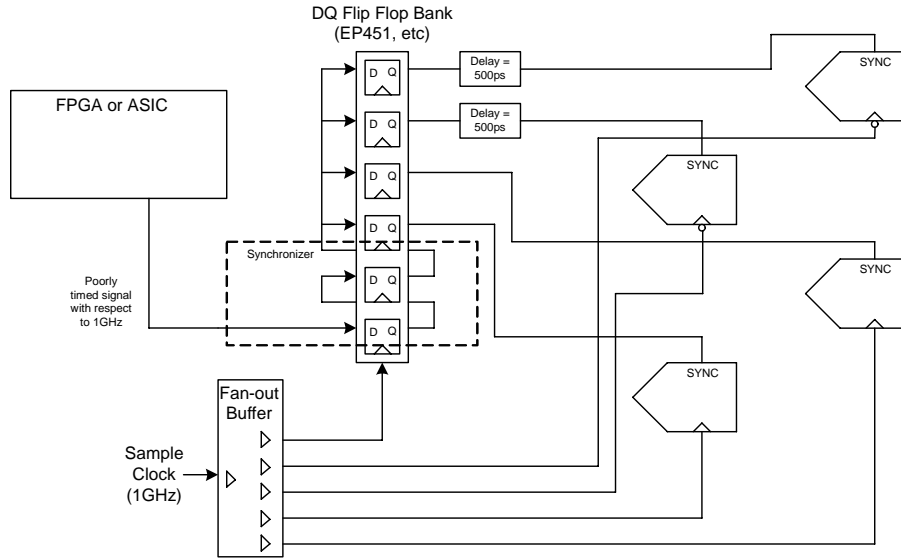 DQ Flip Flop Bank
(EP451, etc)
FPGA or ASIC
D Q
Delay =
500ps
SYNC
D Q
Delay =
500ps
SYNC
D Q
D Q
Synchronizer
SYNC
D Q
Poorly
timed signal
with respect
to 1GHz
D Q
SYNC
Fan-out
Buffer
Sample
Clock
(1GHz)